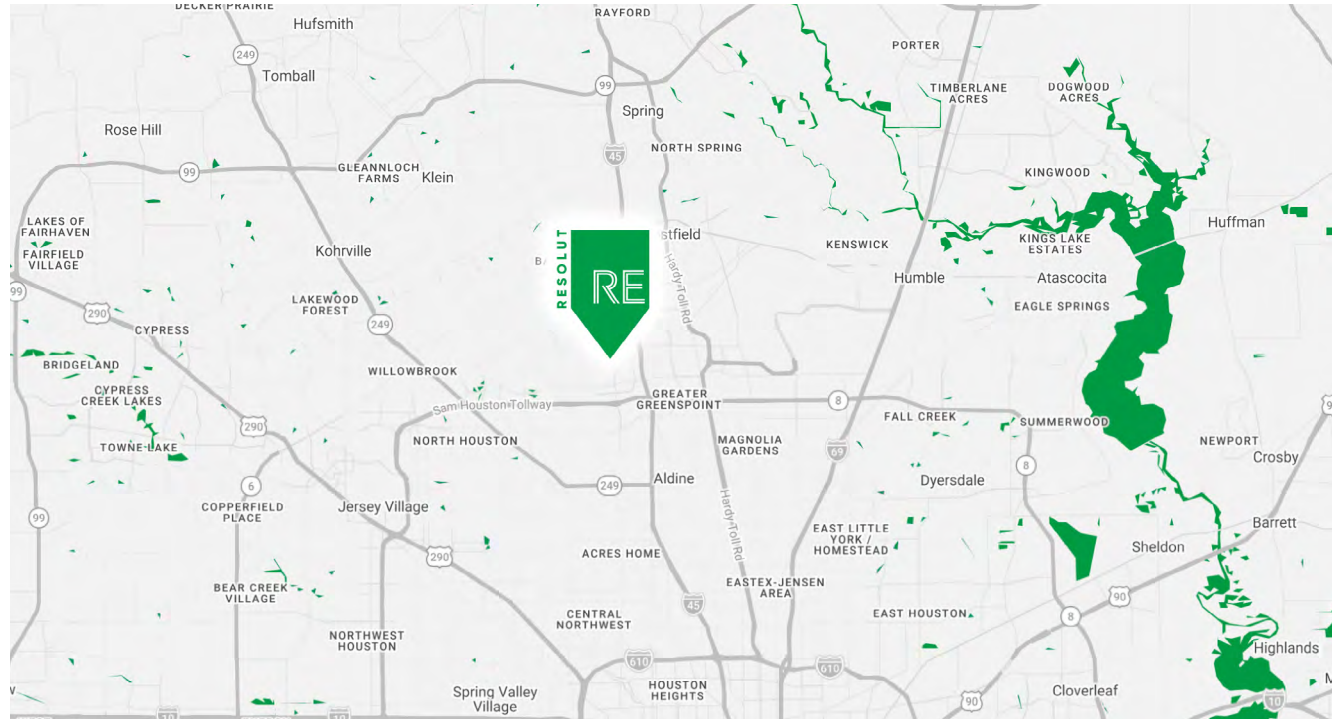 DECKER PRAIRIE
Hufsmith
RAYFORD
249
Tomball
99
PORTER
TIMBERLANE
ACRES
DOGWOOD
ACRES
Spring
Rose Hill
45
NORTH SPRING
99
GLEANNLOCH
FARMS
Klein
KINGWOOD
LAKES OF
FAIRHAVEN
FAIRFIELD
VILLAGE
Kohrville
RESOLUT
RE
stfield
KENSWICK
KINGS LAKE
ESTATES
Huffman
Hardy Toll Rd
Humble
Atascocita
99
LAKEWOOD
FOREST
EAGLE SPRINGS
290
CYPRESS
249
BRIDGELAND
WILLOWBROOK
CYPRESS
CREEK LAKES
Sam Houston Tollway
GREATER
GREENSPOINT
8
FALL CREEK
SUMMERWOOD
290
TOWNE LAKE
NORTH HOUSTON
MAGNOLIA
GARDENS
69
NEWPORT
Crosby
8
6
249
Aldine
Dyersdale
COPPERFIELD
PLACE
Jersey Village
Hardy Toll Rd
99
290
ACRES HOME
EAST LITTLE
YORK /
HOMESTEAD
Sheldon
Barrett
BEAR CREEK
VILLAGE
EASTEX-JENSEN
AREA
45
90
CENTRAL
NORTHWEST
EAST HOUSTON
8
NORTHWEST
HOUSTON
610
610
Highlands
Spring Valley
Village
HOUSTON
HEIGHTS
90
Cloverleaf
10
10
10